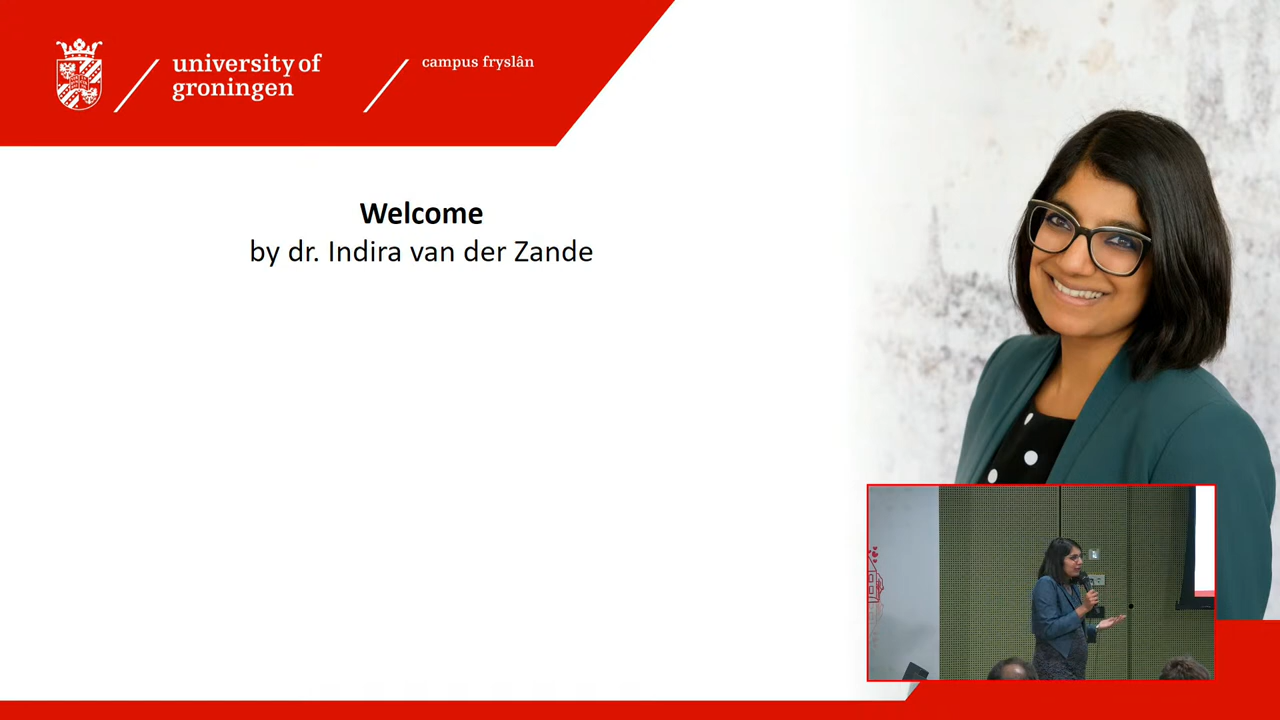 university of
groningen
campus fryslân
Welcome
by dr. Indira van der Zande